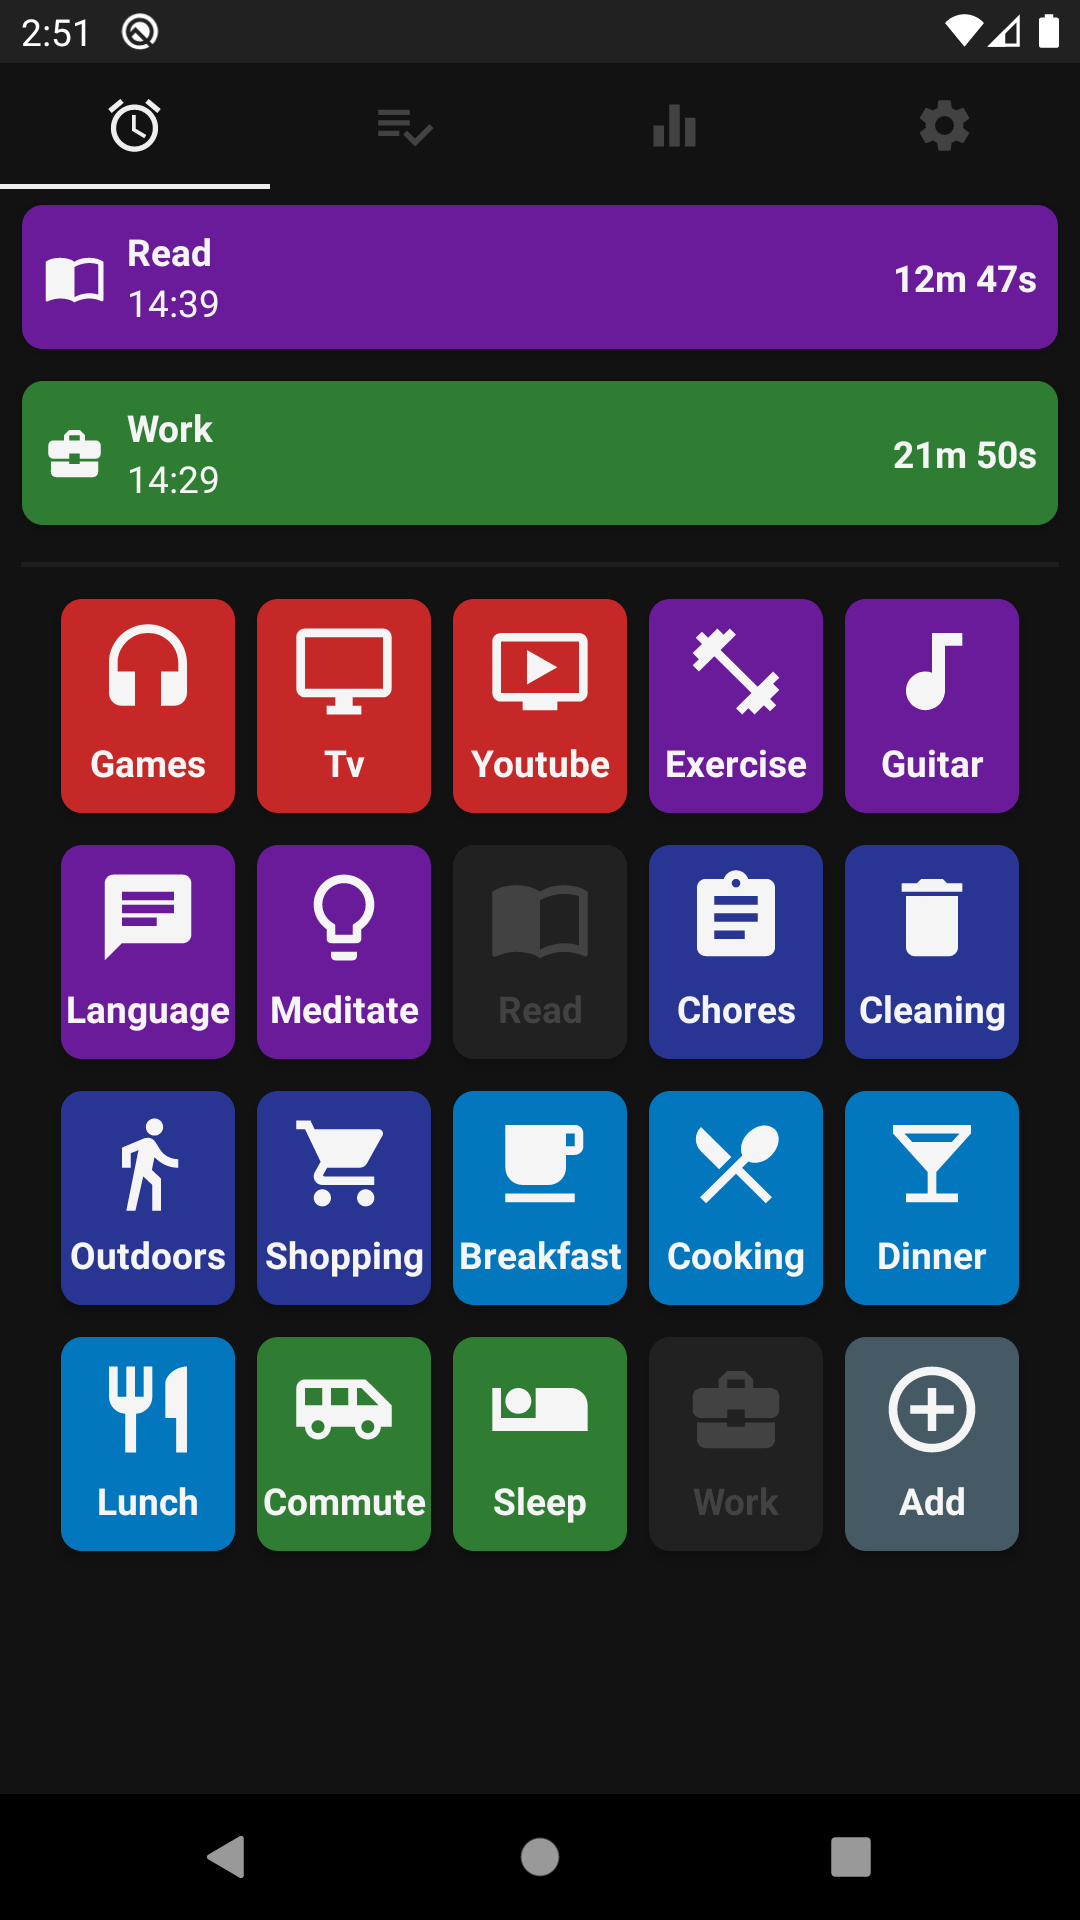 2:51
Read
14:39
12m 47s
Work
14:29
21m 50s
Games
Tv
Youtube
Exercise
Guitar
Language
Meditate
Read
Chores
Cleaning
Outdoors
Shopping
Breakfast
Cooking
Dinner
Lunch
Commute
Sleep
Work
Add